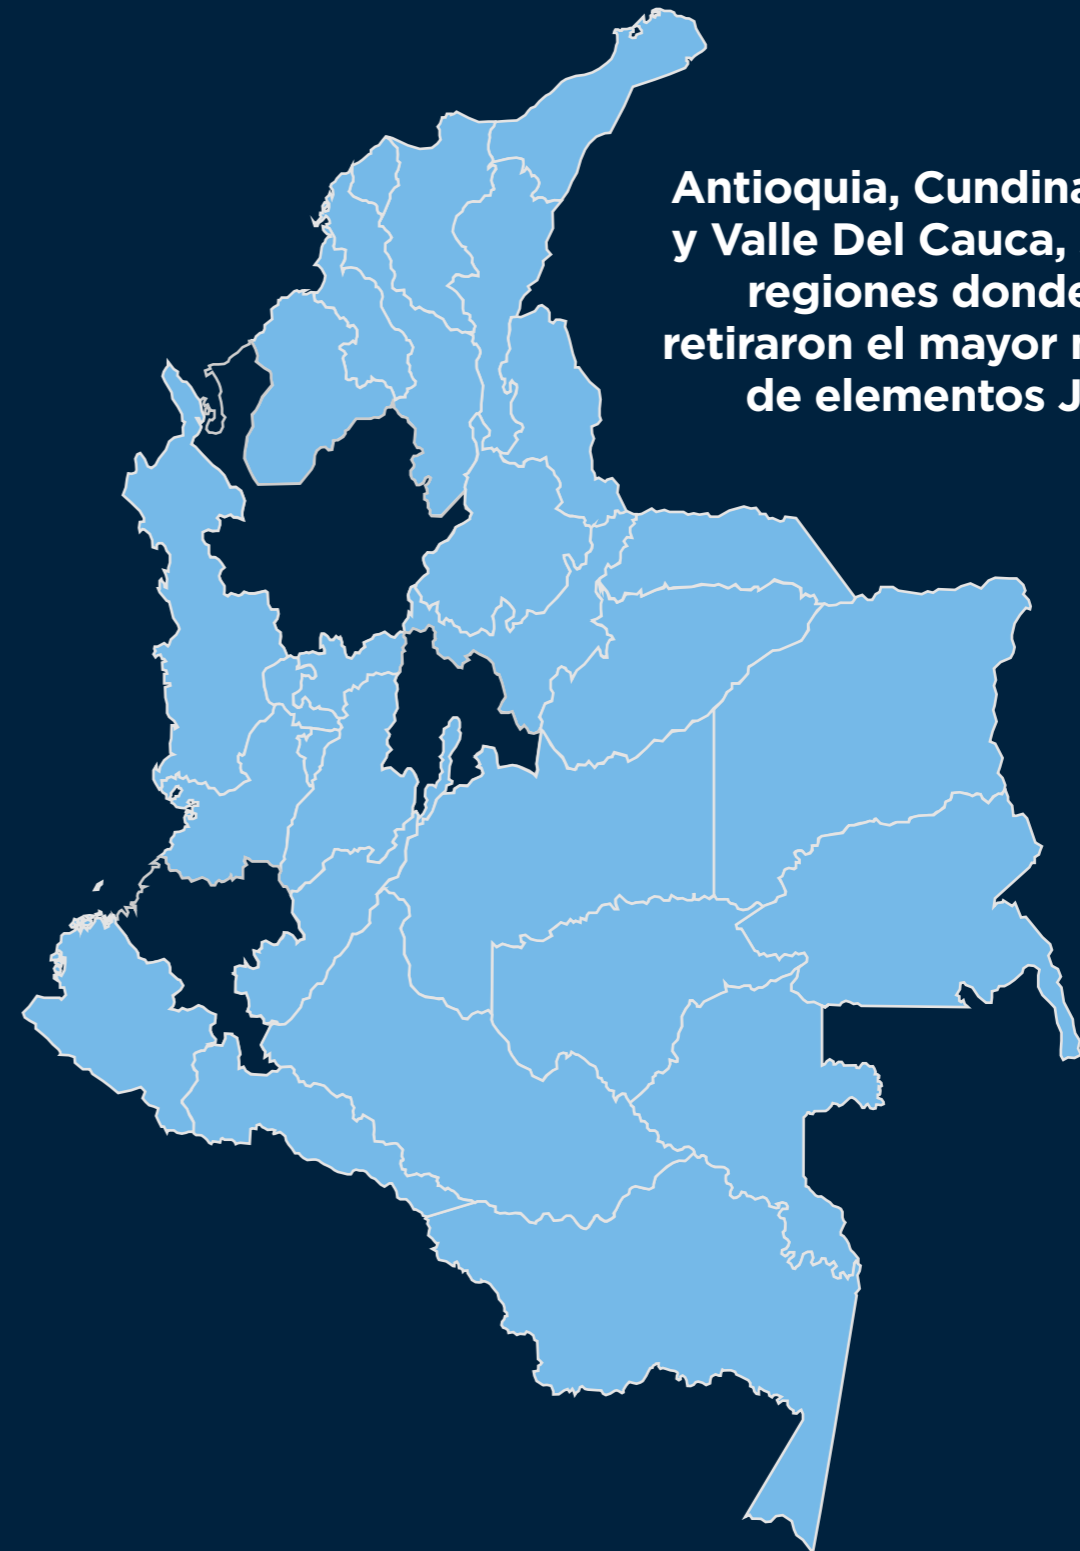 Antioquia, Cundina
y Valle Del Cauca,
regiones donde
retiraron el mayor
de elementos J